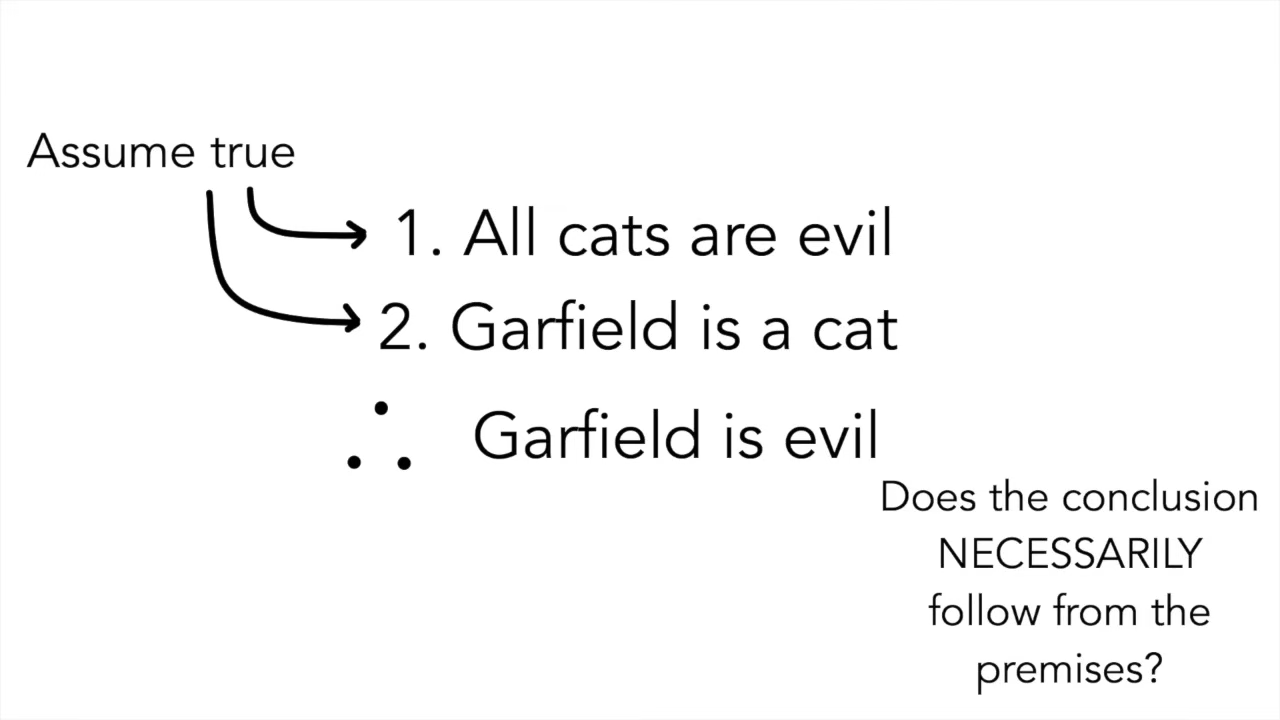 Assume true
1. All cats are evil
2. Garfield is a cat
∴ Garfield is evil
Does the conclusion
NECESSARILY
follow from the
premises?